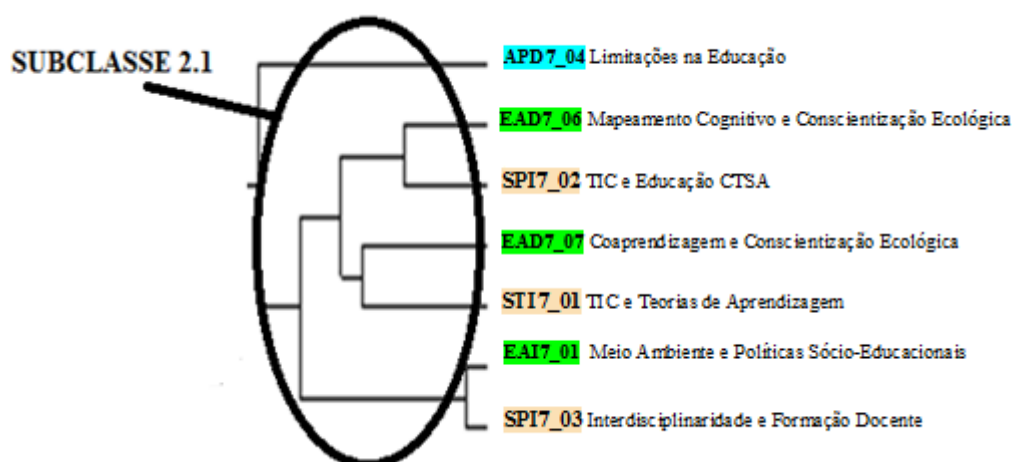 SUBCLASSE 2.1
APD7_04 Limitações na Educação
EAD7_06 Mapeamento Cognitivo e Conscientização Ecológica
SPI7_02 TIC e Educação CTSA
EAD7_07 Coaprendizagem e Conscientização Ecológica
STI7_01 TIC e Teorias de Aprendizagem
EAI7_01 Meio Ambiente e Políticas Sócio-Educacionais
SPI7_03 Interdisciplinaridade e Formação Docente